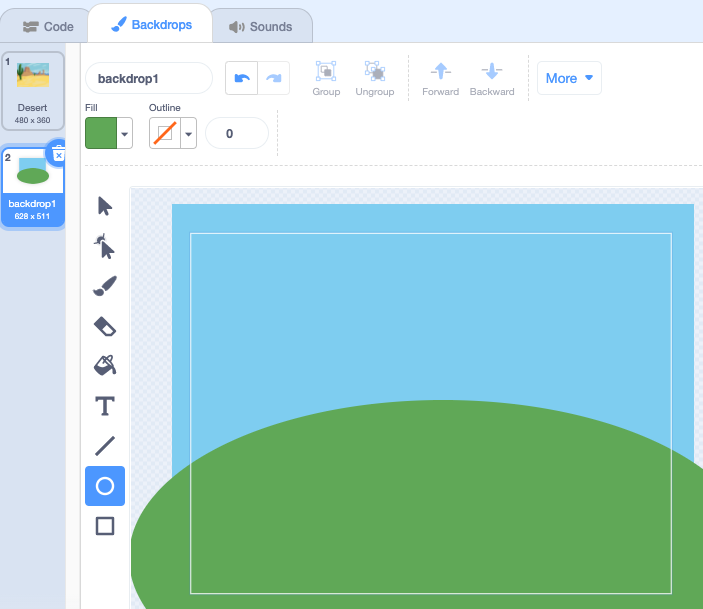 Code
Backdrops
Sounds
1
Desert
480 x 360
2
backdrop1
628 x 511
backdrop1
Group
Ungroup
Forward
Backward
More
Fill
Outline
0
T